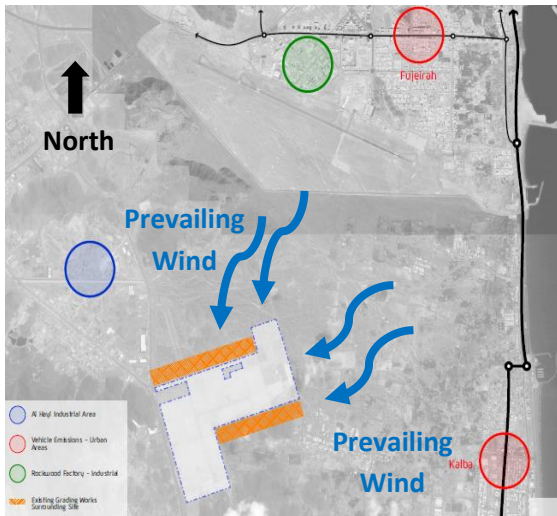 Fujeirah
North
Prevailing
Wind
Al Hayl Industrial Area
Vehicle Emissions - Urban
Areas
Rockwood Factory - Industrial
Existing Grading Works
Surrounding Site
Prevailing
Wind
Kalba